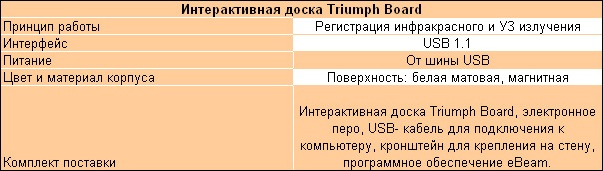 Интерактивная доска Triumph Board
Принцип работы Регистрация инфракрасного и УЗ излучения
Интерфейс USB 1.1
Питание От шины USB
Цвет и материал корпуса Поверхность: белая матовая, магнитная
Интерактивная доска Triumph Board, электронное
перо, USB- кабель для подключения к
компьютеру, кронштейн для крепления на стену,
Комплект поставки программное обеспечение eBeam.